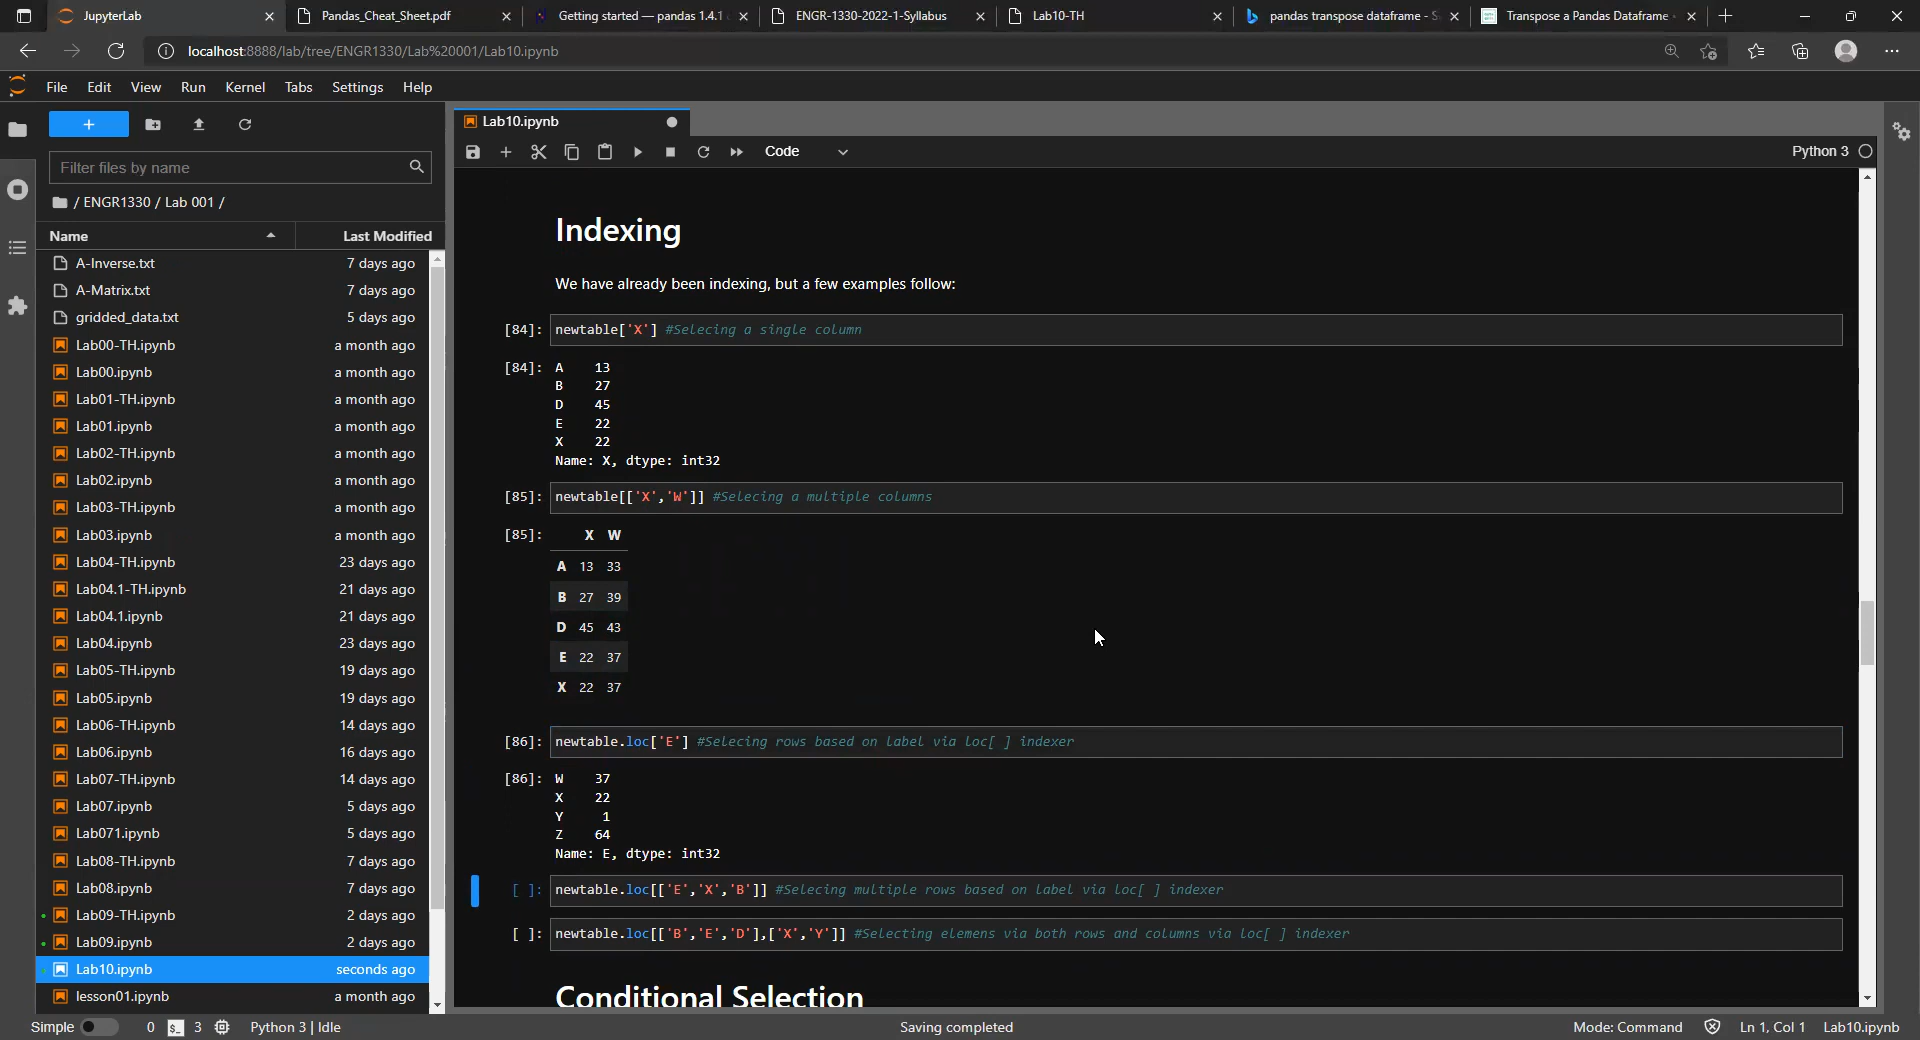 JupyterLab
Pandas_Cheat_Sheet.pdf
Getting started — pandas 1.4.1
ENGR-1330-2022-1-Syllabus
Lab10-TH
pandas transpose dataframe - S
Transpose a Pandas Dataframe
localhost:8888/lab/tree/ENGR1330/Lab%20001/Lab10.ipynb
File Edit View Run Kernel Tabs Settings Help
Filter files by name
/ ENGR1330 / Lab 001 /
Name Last Modified
A-Inverse.txt 7 days ago
A-Matrix.txt 7 days ago
gridded_data.txt 5 days ago
Lab00-TH.ipynb a month ago
Lab00.ipynb a month ago
Lab01-TH.ipynb a month ago
Lab01.ipynb a month ago
Lab02-TH.ipynb a month ago
Lab02.ipynb a month ago
Lab03-TH.ipynb a month ago
Lab03.ipynb a month ago
Lab04-TH.ipynb 23 days ago
Lab04.1-TH.ipynb 21 days ago
Lab04.1.ipynb 21 days ago
Lab04.ipynb 23 days ago
Lab05-TH.ipynb 19 days ago
Lab05.ipynb 19 days ago
Lab06-TH.ipynb 14 days ago
Lab06.ipynb 16 days ago
Lab07-TH.ipynb 14 days ago
Lab07.ipynb 5 days ago
Lab071.ipynb 5 days ago
Lab08-TH.ipynb 7 days ago
Lab08.ipynb 7 days ago
Lab09-TH.ipynb 2 days ago
Lab09.ipynb 2 days ago
Lab10.ipynb seconds ago
lesson01.ipynb a month ago
Lab10.ipynb
Code
Python 3
Indexing
We have already been indexing, but a few examples follow:
[84]: newtable['X'] #Selecing a single column
[84]: A 13
B 27
D 45
E 22
X 22
Name: X, dtype: int32
[85]: newtable[['X','W']] #Selecing a multiple columns
[85]: X W
A 13 33
B 27 39
D 45 43
E 22 37
X 22 37
[86]: newtable.loc['E'] #Selecing rows based on label via loc[ ] indexer
[86]: W 37
X 22
Y 1
Z 64
Name: E, dtype: int32
[ ]: newtable.loc[['E','X','B']] #Selecing multiple rows based on label via loc[ ] indexer
[ ]: newtable.loc[['B','E','D'],['X','Y']] #Selecting elemens via both rows and columns via loc[ ] indexer
Conditional Selection
Simple 0 $_ 3 Python 3 | Idle Saving completed Mode: Command Ln 1, Col 1 Lab10.ipynb